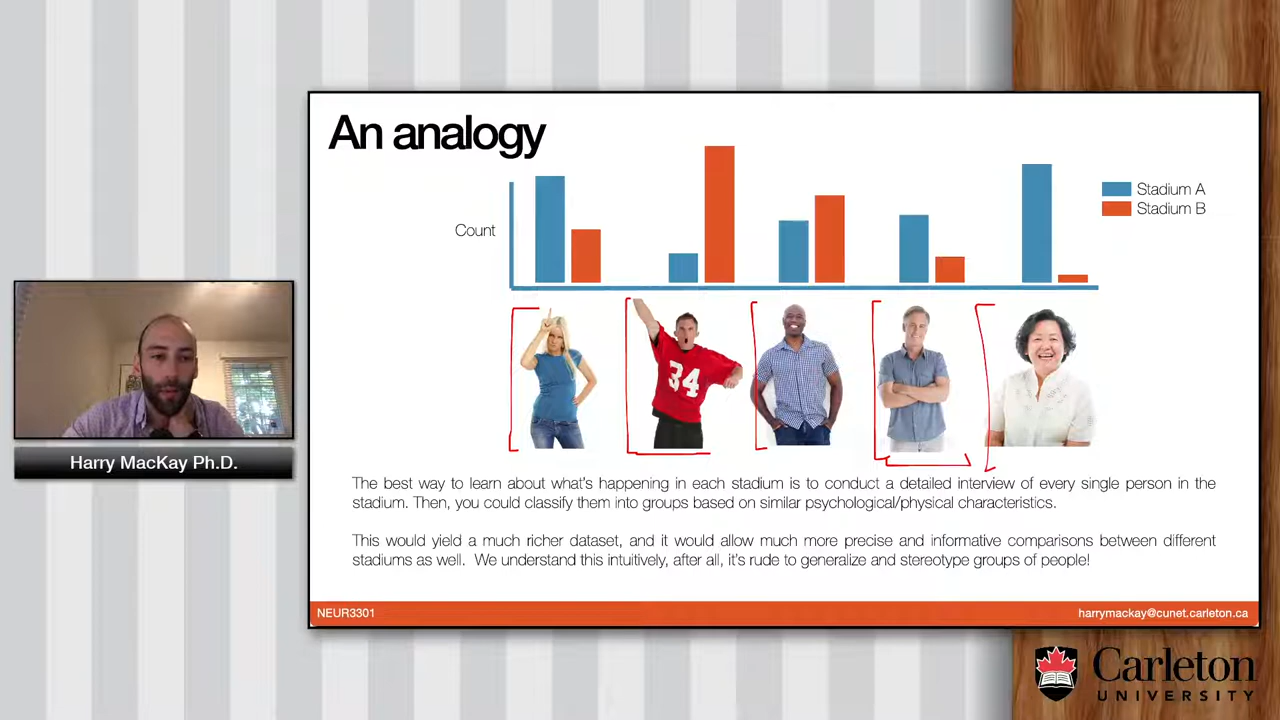 An analogy
Count
Stadium A
Stadium B
34
The best way to learn about what's happening in each stadium is to conduct a detailed interview of every single person in the
stadium. Then, you could classify them into groups based on similar psychological/physical characteristics.
This would yield a much richer dataset, and it would allow much more precise and informative comparisons between different
stadiums as well. We understand this intuitively, after all, it's rude to generalize and stereotype groups of people!
NEUR3301
harrymackay@cunet.carleton.ca
Harry MacKay Ph.D.
Carleton
UNIVERSITY